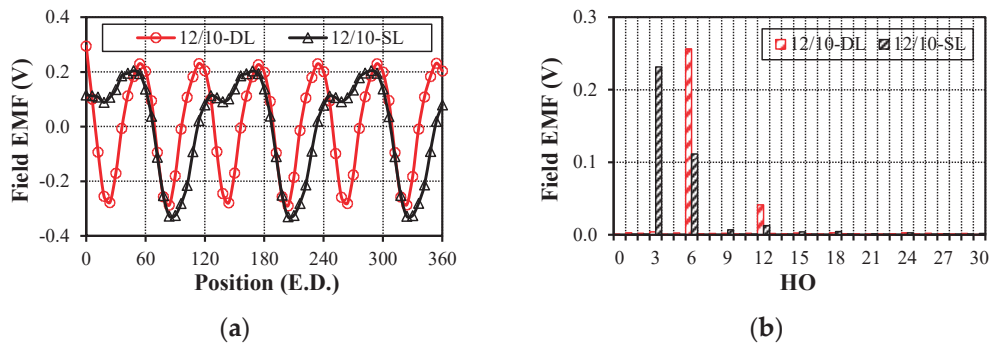 0.4
0.2
0.0
-0.2
-0.4
Field EMF (V)
12/10-DL
12/10-SL
0 60 120 180 240 300 360
Position (E.D.)
(a)
0.3
0.2
0.1
0.0
Field EMF (V)
12/10-DL
12/10-SL
0 3 6 9 12 15 18 21 24 27 30
HO
(b)